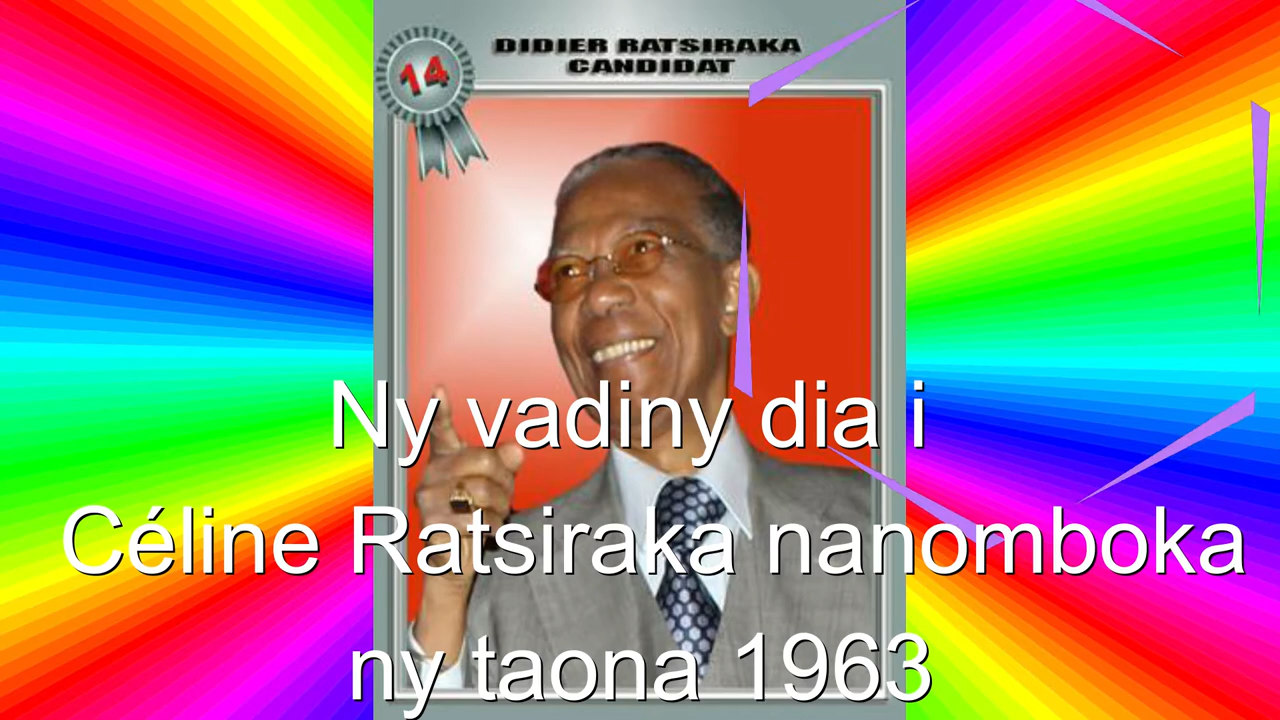 14
DIDIER RATSIRAKA
CANDIDAT
Ny vadiny dia i
Céline Ratsiraka nanomboka
ny taona 1963